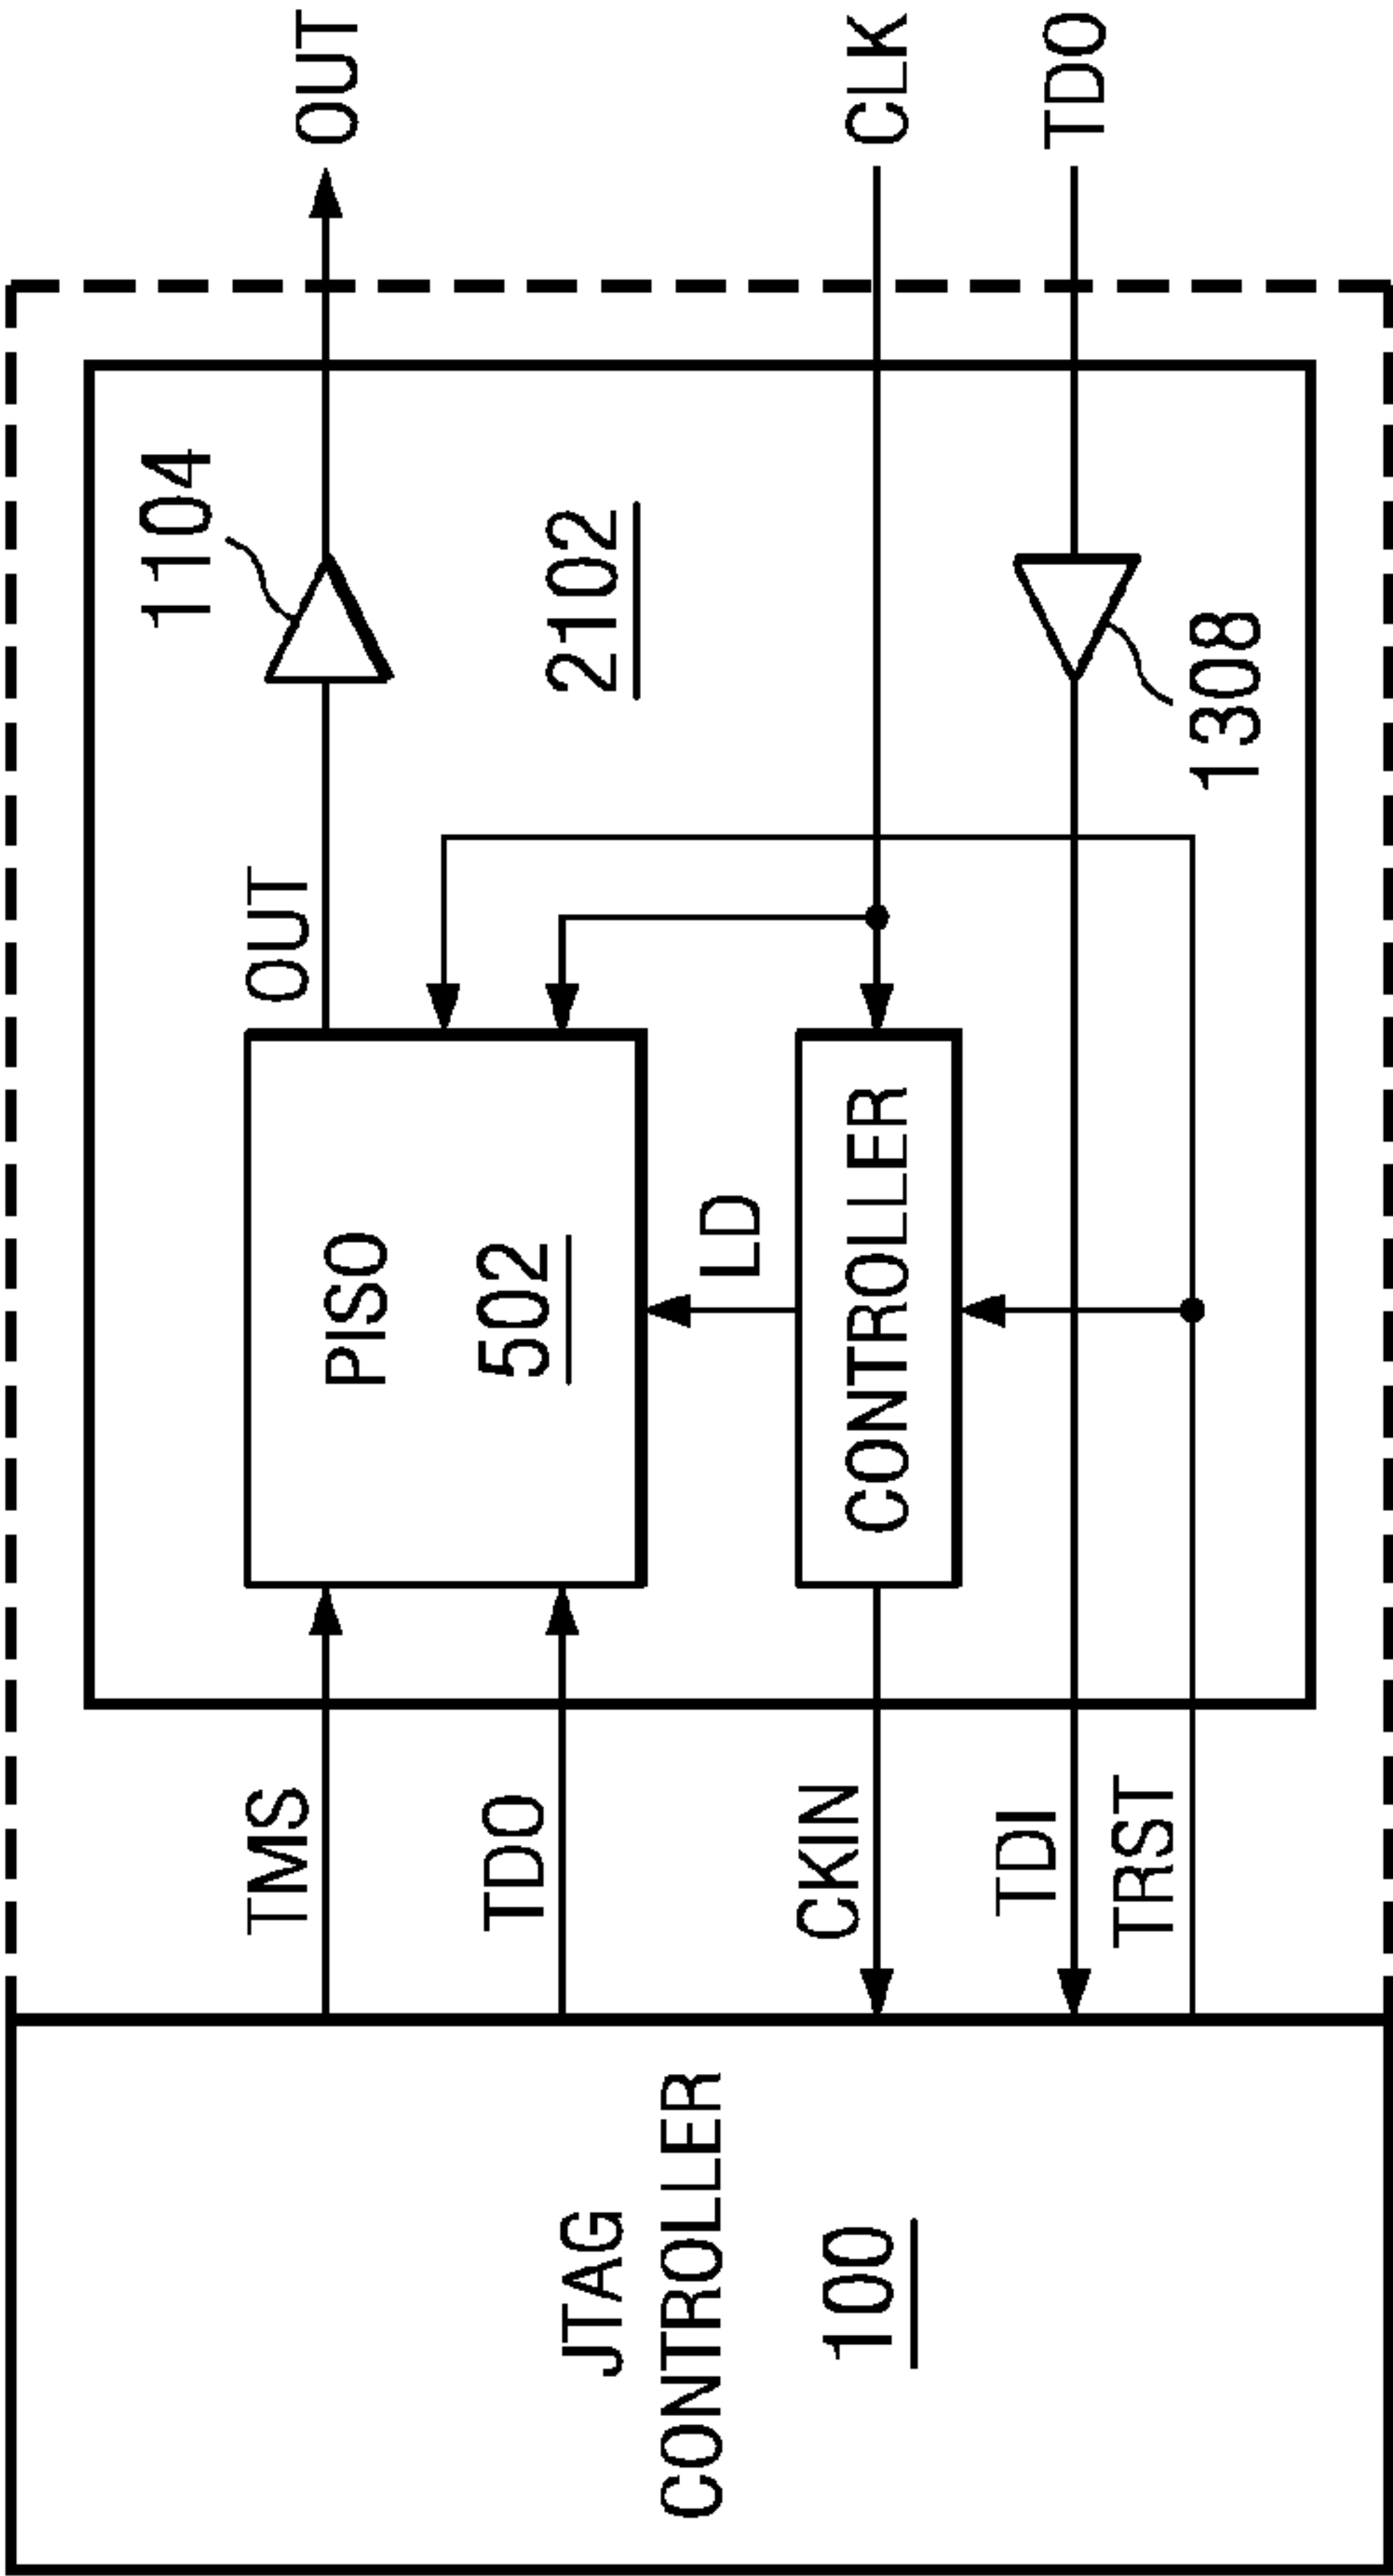 JTAG
CONTROLLER
100
TMS
TDO
CKIN
TDI
TRST
PISO
502
LD
CONTROLLER
OUT
1104
2102
1308
OUT
CLK
TDO